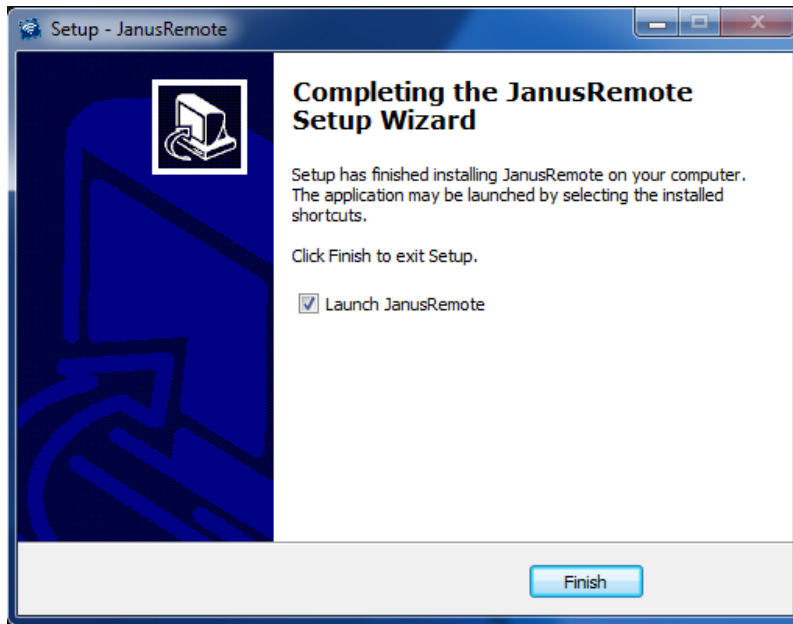 Setup - JanusRemote
Completing the JanusRemote
Setup Wizard
Setup has finished installing JanusRemote on your computer.
The application may be launched by selecting the installed
shortcuts.
Click Finish to exit Setup.
Launch JanusRemote
Finish